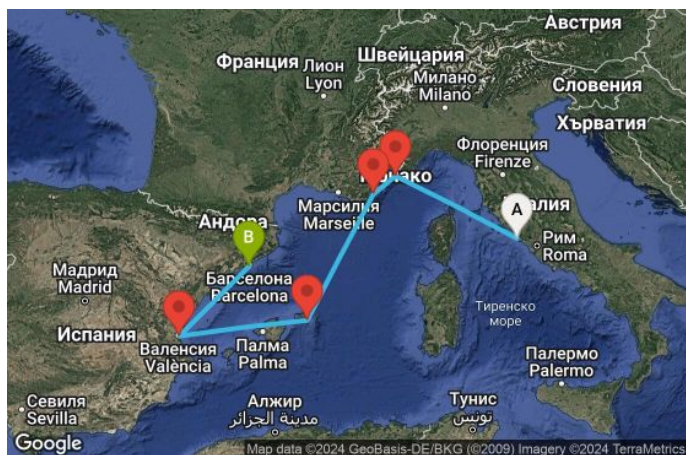 Австрия
Франция
Швейцария
Лион
Lyon
Милано
Milano
Словения
Хърватия
Флоренция
Firenze
Марсилия
Marseille
A
Рим
Roma
Андора
B
Барселона
Barcelona
Мадрид
Madrid
Испания
Валенсия
València
Палма
Palma
Тиренско
море
Палермо
Palermo
Севиля
Sevilla
Алжир
مدينة الجزائر
Тунис
تونس
Google
Map data ©2024 GeoBasis-DE/BKG (©2009) Imagery ©2024 TerraMetrics